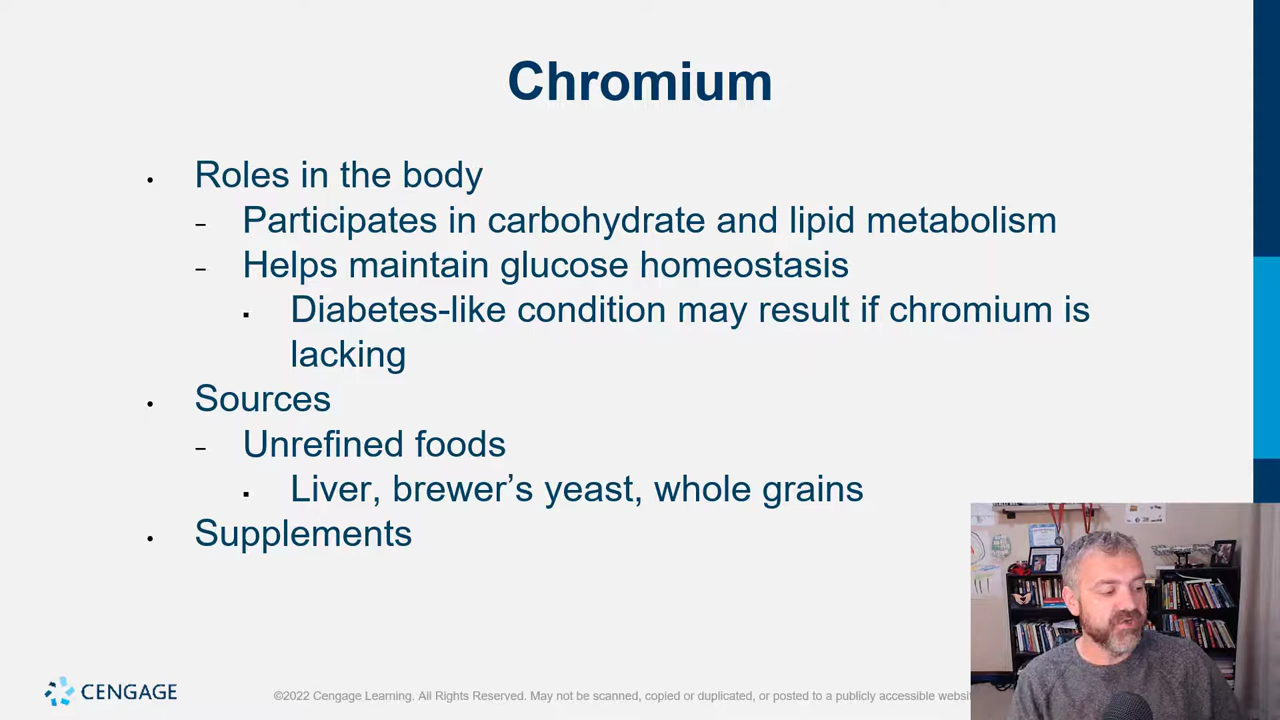 Chromium
• Roles in the body
– Participates in carbohydrate and lipid metabolism
– Helps maintain glucose homeostasis
▪ Diabetes-like condition may result if chromium is
lacking
• Sources
– Unrefined foods
▪ Liver, brewer’s yeast, whole grains
• Supplements
CENGAGE
©2022 Cengage Learning. All Rights Reserved. May not be scanned, copied or duplicated, or posted to a publicly accessible